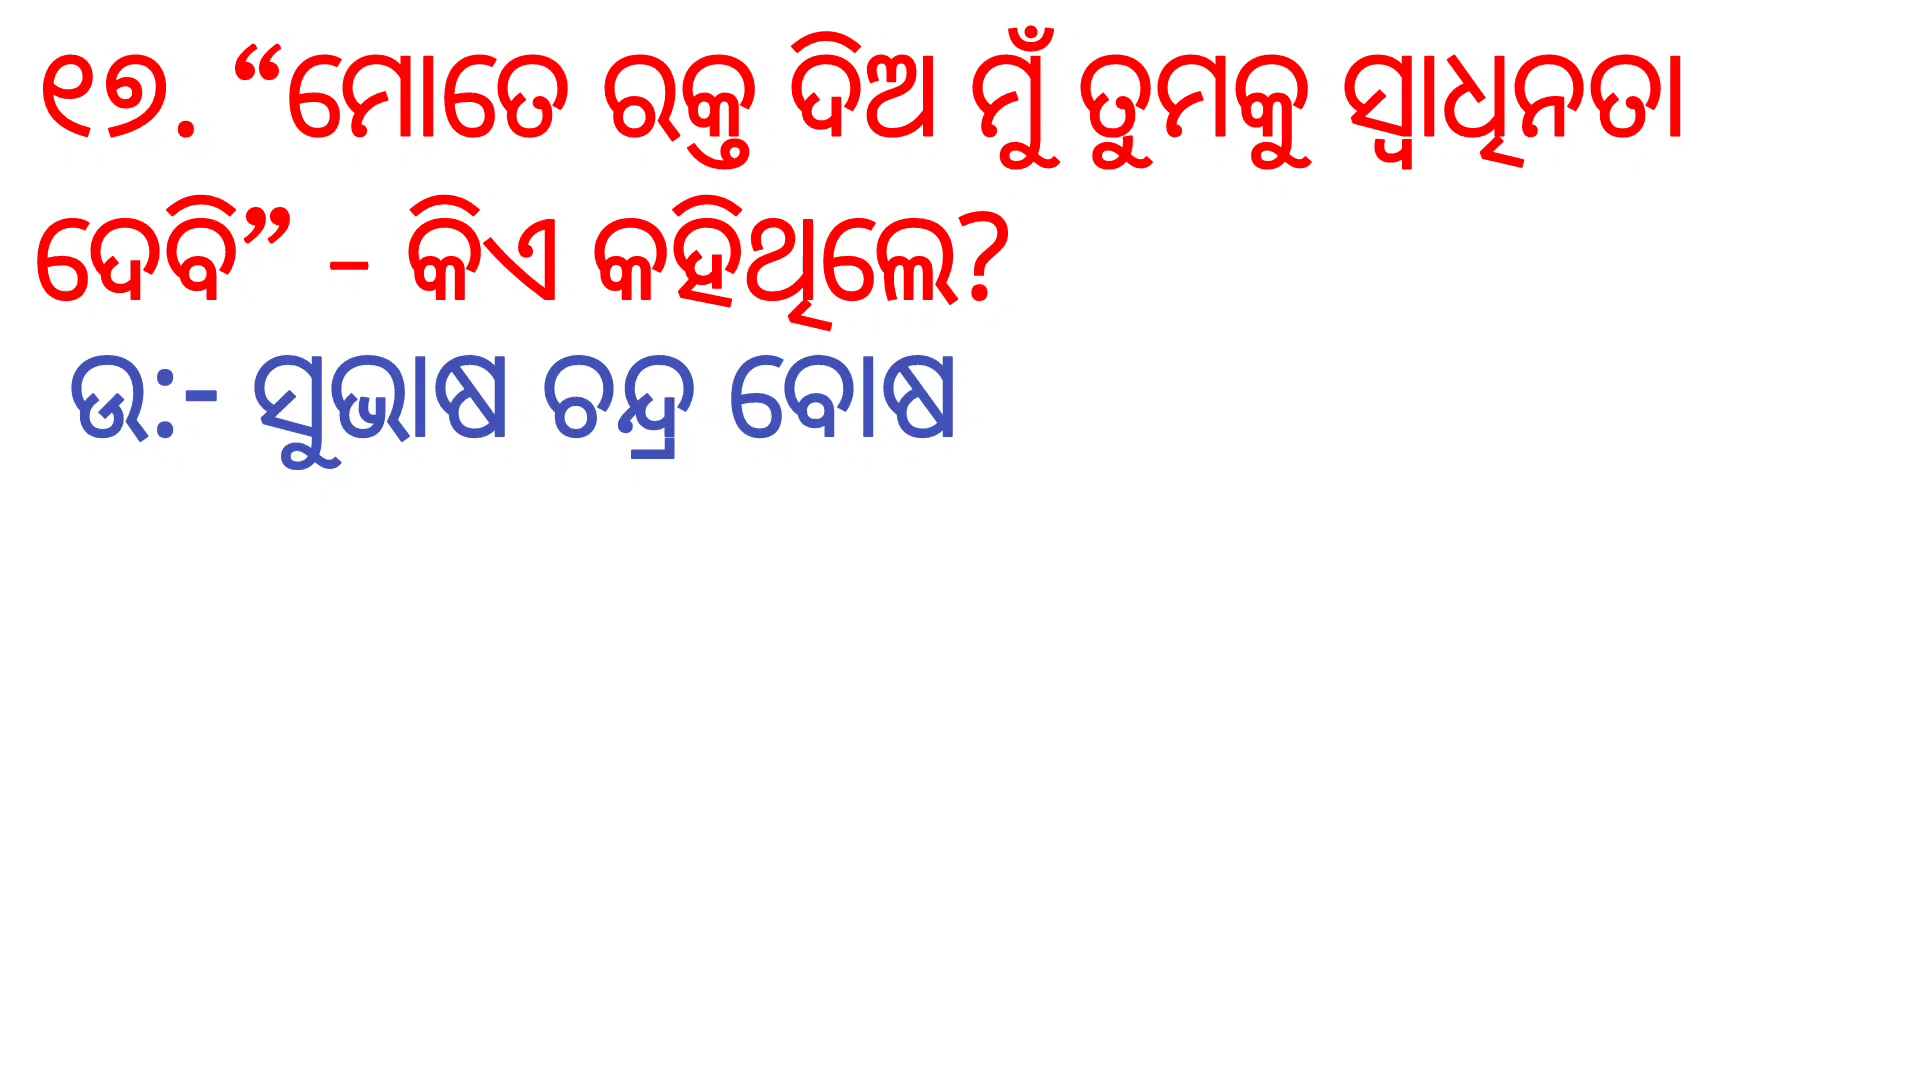 ୧୭. “ମୋତେ ରକ୍ତ ଦିଅ ମୁଁ ତୁମକୁ ସ୍ୱାଧିନତା
ଦେବି” - କିଏ କହିଥିଲେ?
ଉ:- ସୁଭାଷ ଚନ୍ଦ୍ର ବୋଷ